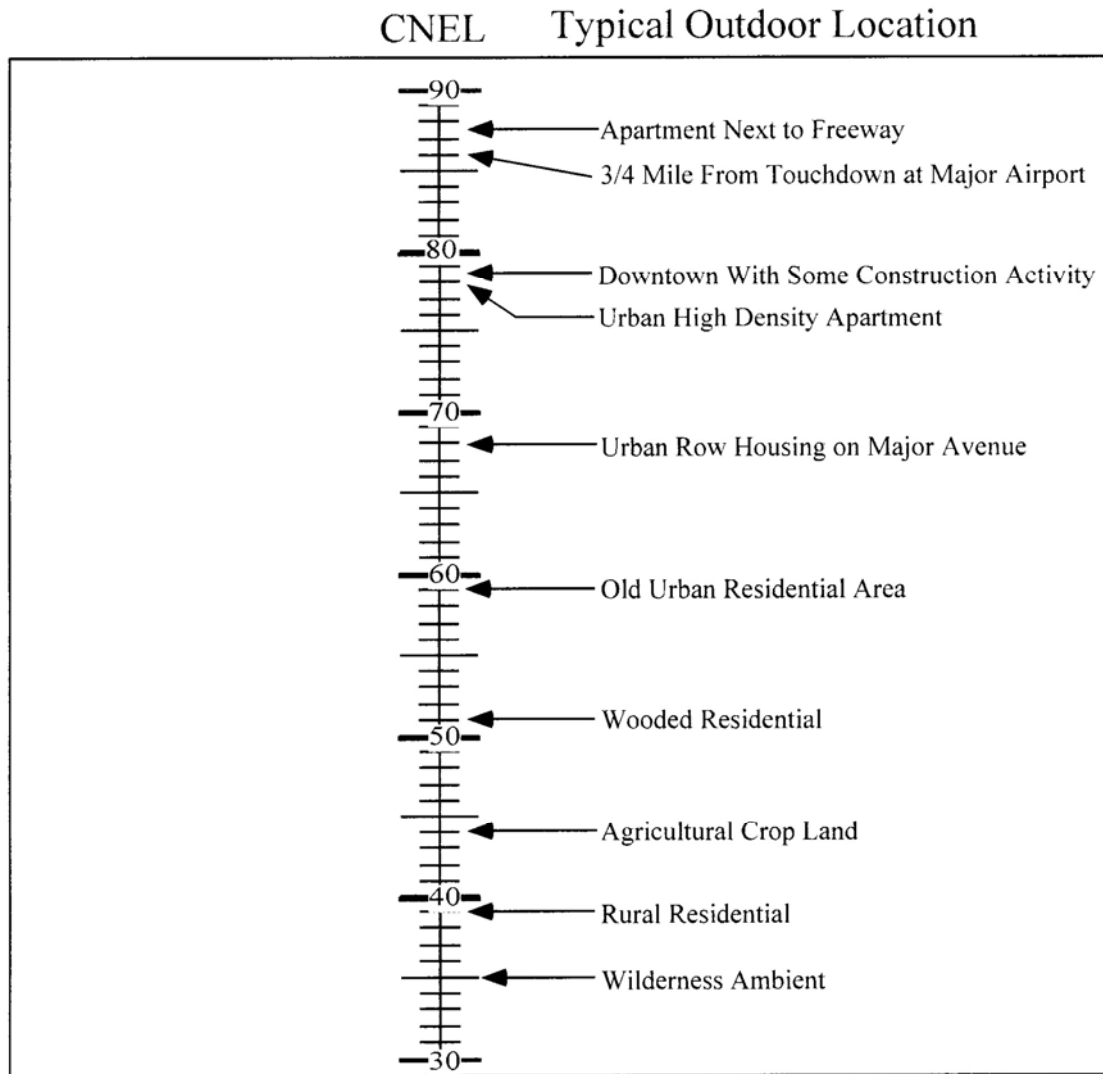 CNEL Typical Outdoor Location
90
Apartment Next to Freeway
3/4 Mile From Touchdown at Major Airport
80
Downtown With Some Construction Activity
Urban High Density Apartment
70
Urban Row Housing on Major Avenue
60
Old Urban Residential Area
Wooded Residential
50
Agricultural Crop Land
40
Rural Residential
Wilderness Ambient
30